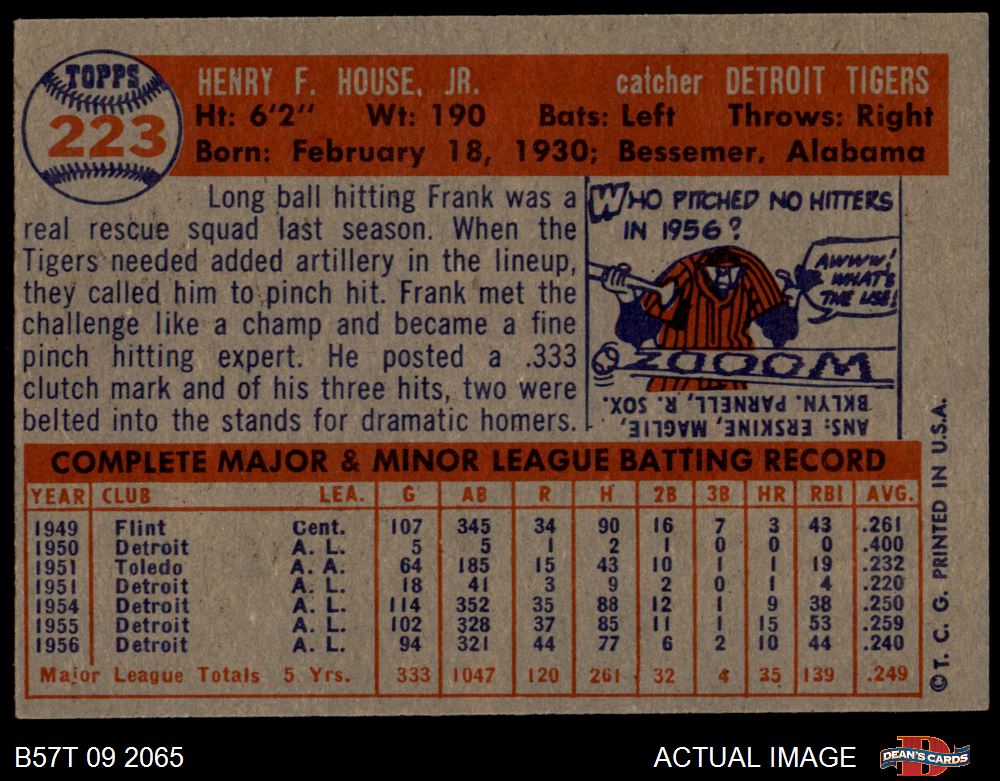 TOPPS
223
HENRY F. HOUSE, JR. catcher DETROIT TIGERS
Ht: 6'2" Wt: 190 Bats: Left Throws: Right
Born: February 18, 1930; Bessemer, Alabama
Long ball hitting Frank was a
real rescue squad last season. When the
Tigers needed added artillery in the lineup,
they called him to pinch hit. Frank met the
challenge like a champ and became a fine
pinch hitting expert. He posted a .333
clutch mark and of his three hits, two were
belted into the stands for dramatic homers.
WHO PITCHED NO HITTERS
IN 1956?
AWWW!
WHAT'S
THE USE!
ZOOOM
ANS: ERSKINE, MAGLIE,
BKLYN. PARNELL, R. SOX.
COMPLETE MAJOR & MINOR LEAGUE BATTING RECORD
YEAR CLUB LEA. G AB R H 2B 3B HR RBI AVG.
1949 Flint Cent. 107 345 34 90 16 7 3 43 .261
1950 Detroit A. L. 5 5 1 2 1 0 0 0 .400
1951 Toledo A. A. 64 185 15 43 10 1 1 19 .232
1951 Detroit A. L. 18 41 3 9 2 0 1 4 .220
1954 Detroit A. L. 114 352 35 88 12 1 9 38 .250
1955 Detroit A. L. 102 328 37 85 11 1 15 53 .259
1956 Detroit A. L. 94 321 44 77 6 2 10 44 .240
Major League Totals 5 Yrs. 333 1047 120 261 32 4 35 139 .249
© T. C. G. PRINTED IN U.S.A.
B57T 09 2065 ACTUAL IMAGE
DEAN'S CARDS